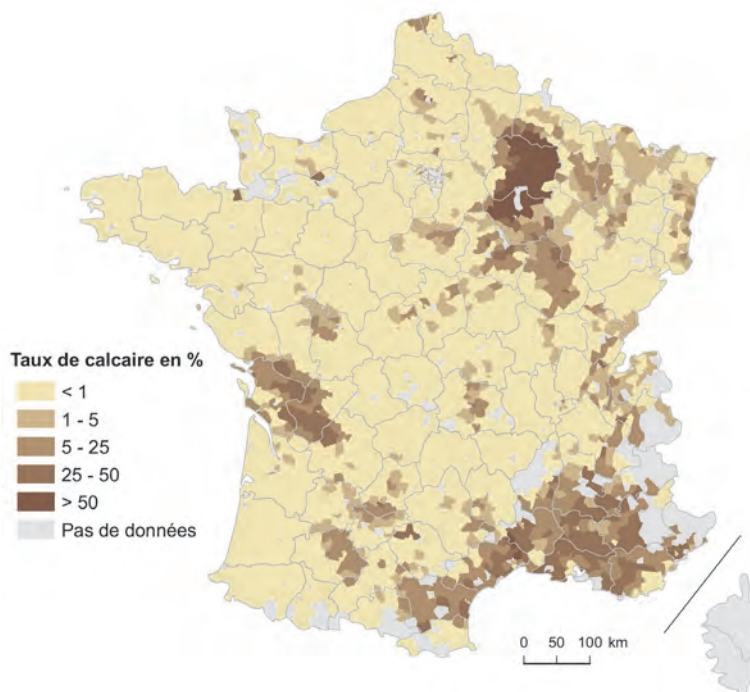 Taux de calcaire en %
< 1
1 - 5
5 - 25
25 - 50
> 50
Pas de données
0 50 100 km